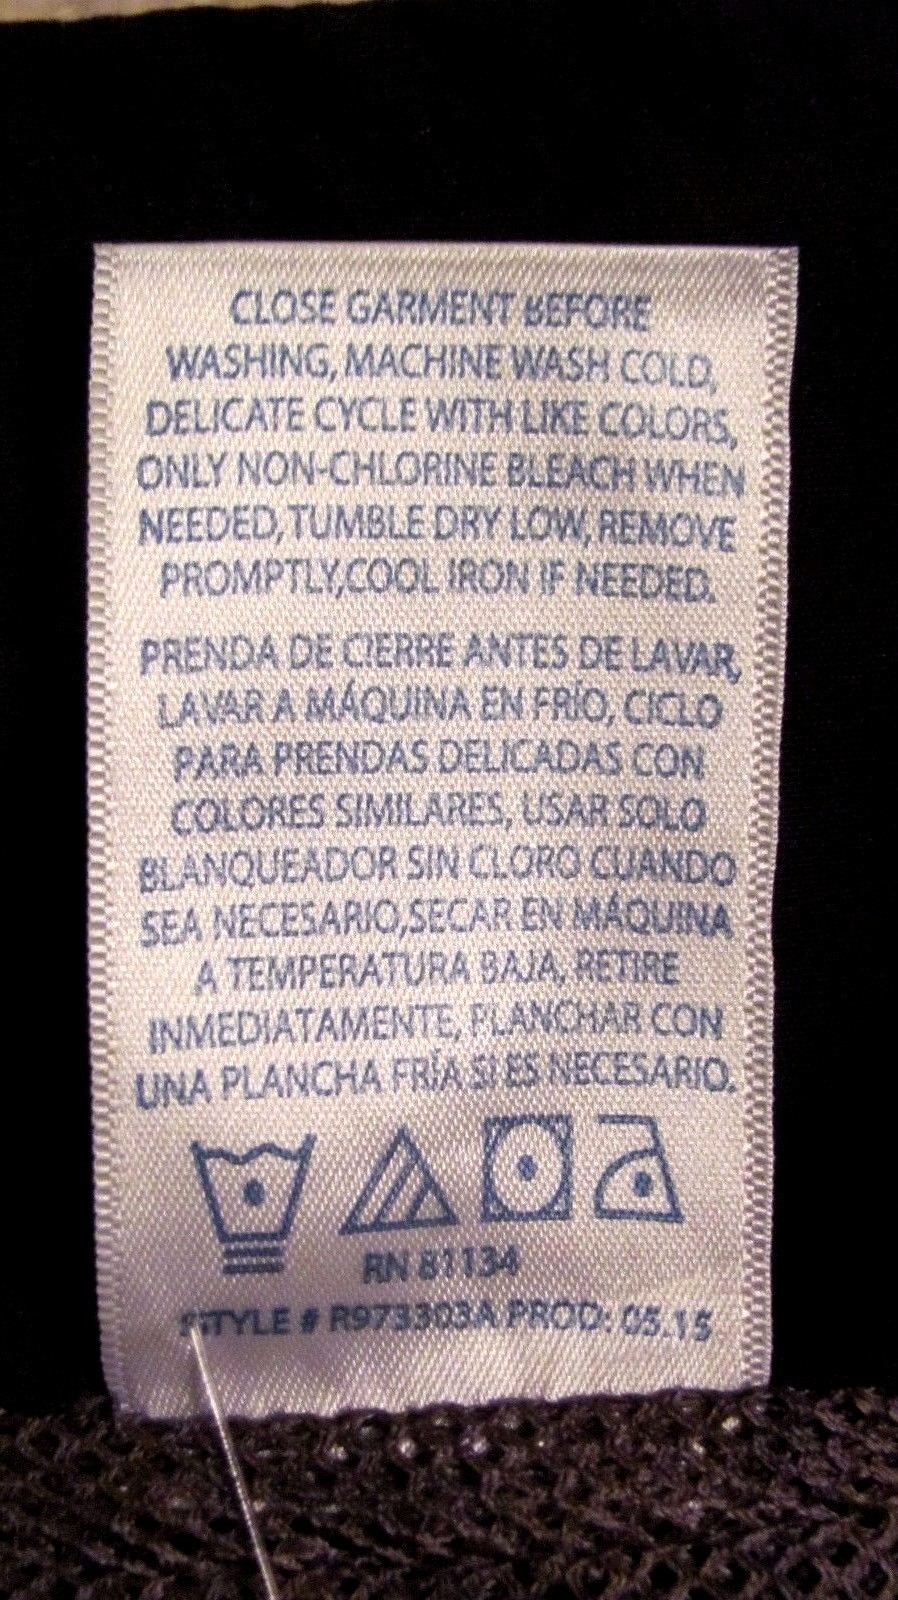 CLOSE GARMENT BEFORE
WASHING, MACHINE WASH COLD,
DELICATE CYCLE WITH LIKE COLORS,
ONLY NON-CHLORINE BLEACH WHEN
NEEDED, TUMBLE DRY LOW, REMOVE
PROMPTLY,COOL IRON IF NEEDED.
PRENDA DE CIERRE ANTES DE LAVAR,
LAVAR A MÁQUINA EN FRÍO, CICLO
PARA PRENDAS DELICADAS CON
COLORES SIMILARES, USAR SOLO
BLANQUEADOR SIN CLORO CUANDO
SEA NECESARIO,SECAR EN MÁQUINA
A TEMPERATURA BAJA, RETIRE
INMEDIATAMENTE, PLANCHAR CON
UNA PLANCHA FRÍA SI ES NECESARIO.
RN 81134
STYLE # R973303A PROD: 05.15